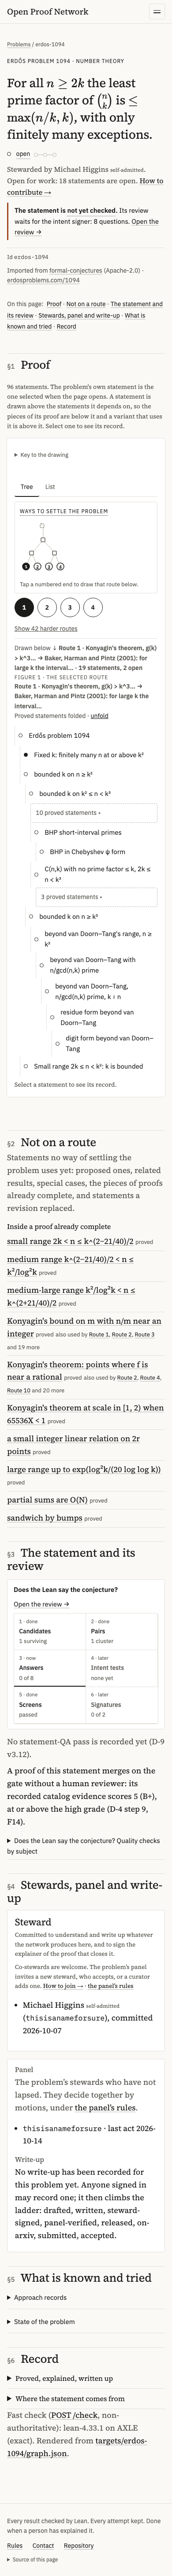 Open Proof Network
Problems / erdos-1094
ERDŐS PROBLEM 1094 · NUMBER THEORY
For all n ≥ 2k the least
prime factor of (n k) is ≤
max(n/k, k), with only
finitely many exceptions.
open
Stewarded by Michael Higgins self-admitted.
Open for work: 18 statements are open. How to
contribute →
The statement is not yet checked. Its review
waits for the intent signer: 8 questions. Open the
review →
Id erdos-1094
Imported from formal-conjectures (Apache-2.0) ·
erdosproblems.com/1094
On this page: Proof · Not on a route · The statement and
its review · Stewards, panel and write-up · What is
known and tried · Record
§1 Proof
96 statements. The problem's own statement is the
one selected when the page opens. A statement is
drawn above the statements it depends on, so the
pieces of it proved are below it and a variant that uses
it is above it. Select one to see its record.
▸ Key to the drawing
Tree List
WAYS TO SETTLE THE PROBLEM
1 2 3 4
Tap a numbered end to draw that route below.
1 2 3 4
Show 42 harder routes
Drawn below ↓ Route 1 · Konyagin's theorem, g(k)
> k^3... → Baker, Harman and Pintz (2001): for
large k the interval... · 19 statements, 2 open
FIGURE 1 · THE SELECTED ROUTE
Route 1 · Konyagin's theorem, g(k) > k^3... →
Baker, Harman and Pintz (2001): for large k the
interval...
Proved statements folded · unfold
Erdős problem 1094
Fixed k: finitely many n at or above k²
bounded k on n ≥ k²
bounded k on k² ≤ n < k³
10 proved statements ▸
BHP short-interval primes
BHP in Chebyshev ψ form
C(n,k) with no prime factor ≤ k, 2k ≤
n < k²
3 proved statements ▸
bounded k on n ≥ k³
beyond van Doorn–Tang's range, n ≥
k³
beyond van Doorn–Tang with
n/gcd(n,k) prime
beyond van Doorn–Tang,
n/gcd(n,k) prime, k ∤ n
residue form beyond van
Doorn–Tang
digit form beyond van Doorn–
Tang
Small range 2k ≤ n < k²: k is bounded
Select a statement to see its record.
§2 Not on a route
Statements no way of settling the
problem uses yet: proposed ones, related
results, special cases, the pieces of proofs
already complete, and statements a
revision replaced.
Inside a proof already complete
small range 2k < n ≤ k^(2−21/40)/2 proved
medium range k^(2−21/40)/2 < n ≤
k²/log²k proved
medium-large range k²/log²k < n ≤
k^(2+21/40)/2 proved
Konyagin's bound on m with n/m near an
integer proved also used by Route 1, Route 2, Route 3
and 19 more
Konyagin's theorem: points where f is
near a rational proved also used by Route 2, Route 4,
Route 10 and 20 more
Konyagin's theorem at scale in [1, 2) when
65536X < 1 proved
a small integer linear relation on 2r
points proved
large range up to exp(log²k/(20 log log k))
proved
partial sums are O(N) proved
sandwich by bumps proved
§3 The statement and its
review
Does the Lean say the conjecture?
Open the review →
1 · done
Candidates
1 surviving
2 · done
Pairs
1 cluster
3 · now
Answers
0 of 8
4 · later
Intent tests
none yet
5 · done
Screens
passed
6 · later
Signatures
0 of 2
No statement-QA pass is recorded yet (D-9
v3.12).
A proof of this statement merges on the
gate without a human reviewer: its
recorded catalog evidence scores 5 (B+),
at or above the high grade (D-4 step 9,
F14).
▸ Does the Lean say the conjecture? Quality checks
by subject
§4 Stewards, panel and write-
up
Steward
Committed to understand and write up whatever
the network produces here, and to sign the
explainer of the proof that closes it.
Co-stewards are welcome. The problem's panel
invites a new steward, who accepts, or a curator
adds one. How to join → · the panel's rules
• Michael Higgins self-admitted
(thisisanameforsure), committed
2026-10-07
Panel
The problem's stewards who have not
lapsed. They decide together by
motions, under the panel's rules.
• thisisanameforsure · last act 2026-
10-14
Write-up
No write-up has been recorded for
this problem yet. Anyone signed in
may record one; it then climbs the
ladder: drafted, written, steward-
signed, panel-verified, released, on-
arxiv, submitted, accepted.
§5 What is known and tried
▸ Approach records
▸ State of the problem
§6 Record
▸ Proved, explained, written up
▸ Where the statement comes from
Fast check (POST /check, non-
authoritative): lean-4.33.1 on AXLE
(exact). Rendered from targets/erdos-
1094/graph.json.
Every result checked by Lean. Every attempt kept. Done
when a person has explained it.
Rules Contact Repository
▸ Source of this page